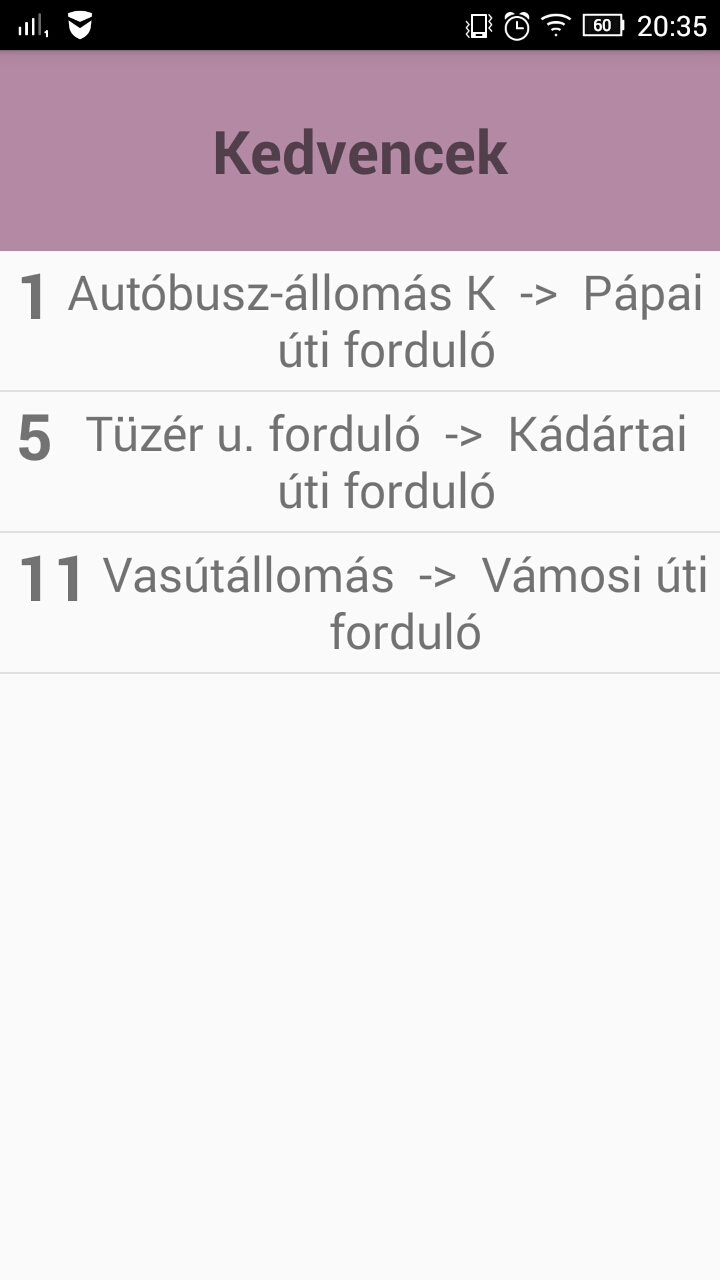 60 20:35
Kedvencek
1 Autóbusz-állomás K -> Pápai
úti forduló
5 Tüzér u. forduló -> Kádártai
úti forduló
11 Vasútállomás -> Vámosi úti
forduló